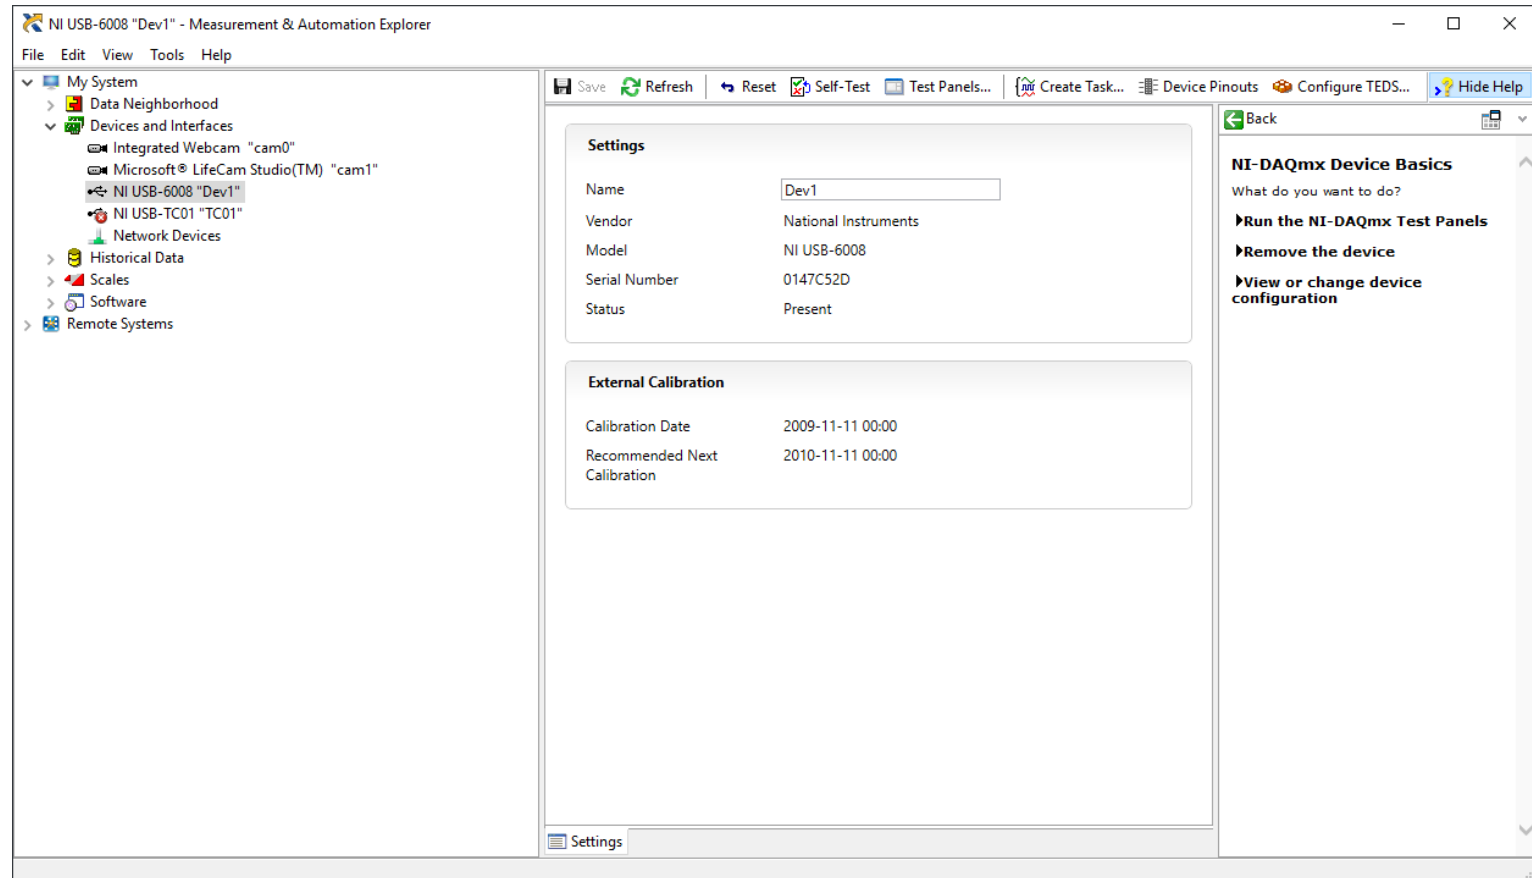 NI USB-6008 "Dev1" - Measurement & Automation Explorer
File Edit View Tools Help
My System
Data Neighborhood
Devices and Interfaces
Integrated Webcam "cam0"
Microsoft® LifeCam Studio(TM) "cam1"
NI USB-6008 "Dev1"
NI USB-TC01 "TC01"
Network Devices
Historical Data
Scales
Software
Remote Systems
Save Refresh Reset Self-Test Test Panels... Create Task... Device Pinouts Configure TEDS... Hide Help
Settings
Name Dev1
Vendor National Instruments
Model NI USB-6008
Serial Number 0147C52D
Status Present
External Calibration
Calibration Date 2009-11-11 00:00
Recommended Next 2010-11-11 00:00
Calibration
Settings
Back
NI-DAQmx Device Basics
What do you want to do?
Run the NI-DAQmx Test Panels
Remove the device
View or change device
configuration